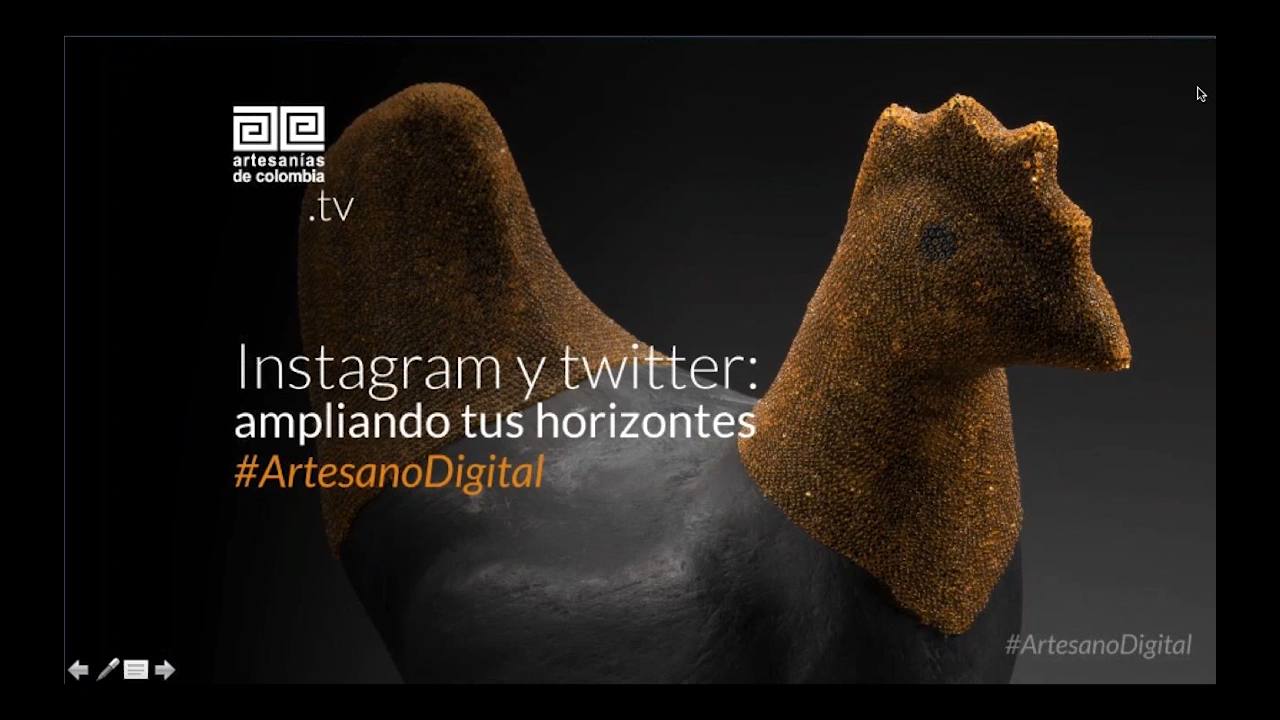 artesanías
de colombia
.tv
Instagram y twitter:
ampliando tus horizontes
#ArtesanoDigital
#ArtesanoDigital